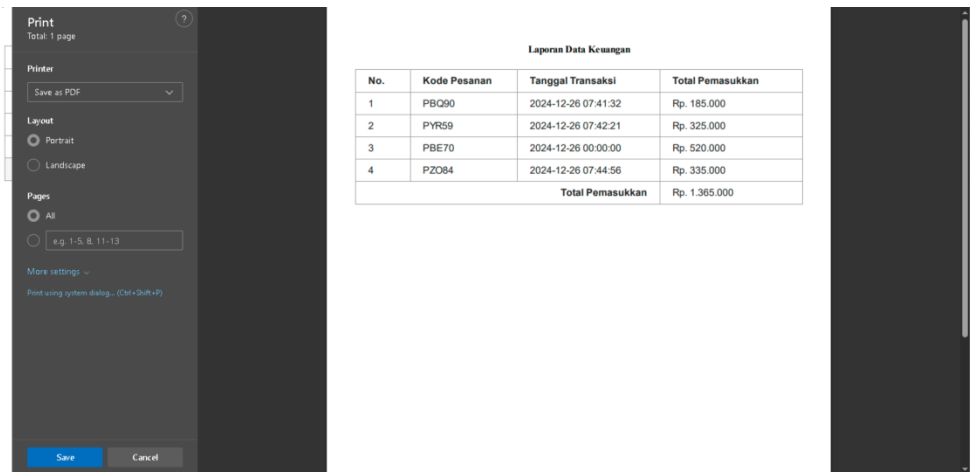 Print
?
Total: 1 page
Printer
Save as PDF
Layout
Portrait
Landscape
Pages
All
e.g. 1-5, 8, 11-13
More settings
Print using system dialog... (Ctrl+Shift+P)
Save Cancel
Laporan Data Keuangan
No. Kode Pesanan Tanggal Transaksi Total Pemasukkan
1 PBQ90 2024-12-26 07:41:32 Rp. 185.000
2 PYR59 2024-12-26 07:42:21 Rp. 325.000
3 PBE70 2024-12-26 00:00:00 Rp. 520.000
4 PZO84 2024-12-26 07:44:56 Rp. 335.000
Total Pemasukkan Rp. 1.365.000